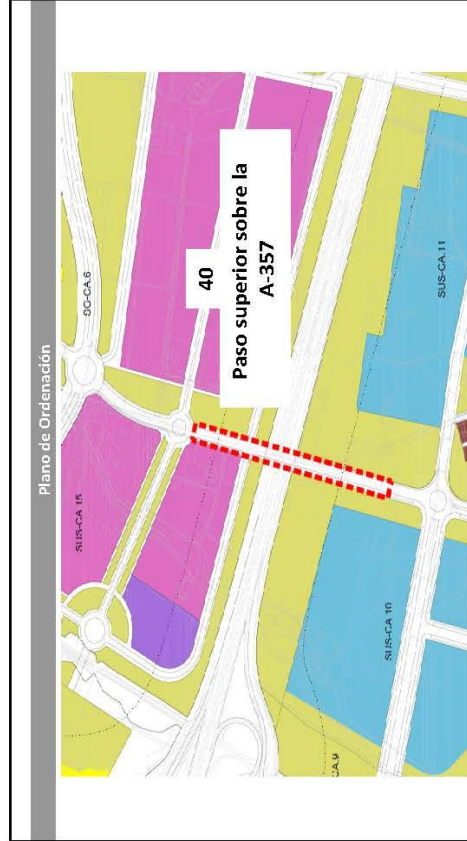 Plano de Ordenación
SG-CA.6
SUS-CA 15
40
Paso superior sobre la
A-357
SUS-CA.11
SUS-CA 10
CA.9